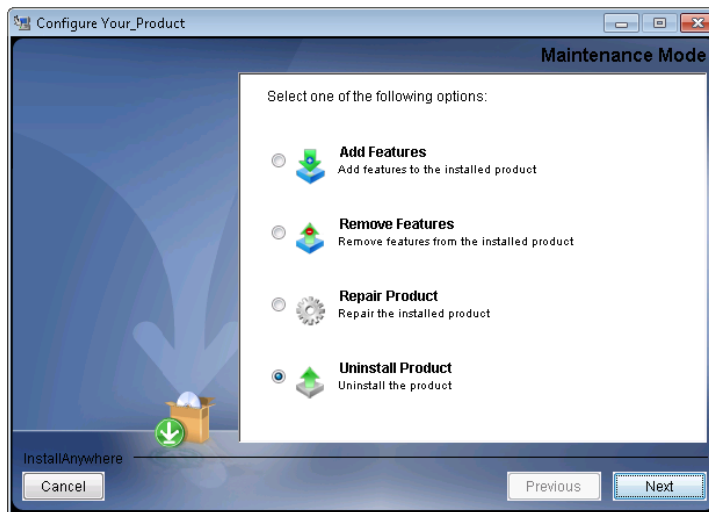 Configure Your_Product
Maintenance Mode
Select one of the following options:
Add Features
Add features to the installed product
Remove Features
Remove features from the installed product
Repair Product
Repair the installed product
Uninstall Product
Uninstall the product
InstallAnywhere
Cancel
Previous
Next